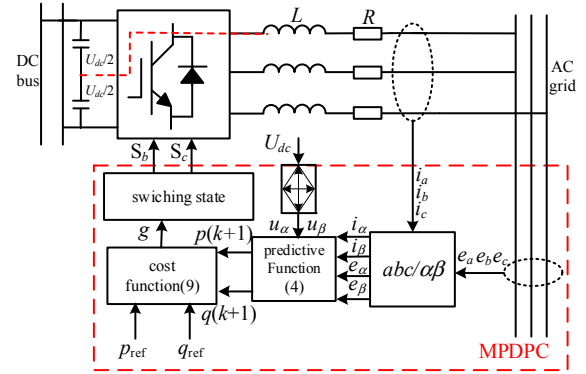 L
R
DC
bus
U_dc/2
U_dc/2
AC
grid
S_b
S_c
U_dc
i_a
i_b
i_c
swiching state
g
p(k+1)
u_α
u_β
i_α
i_β
e_α
e_β
cost
function(9)
predictive
Function
(4)
abc/αβ
e_a e_b e_c
q(k+1)
p_ref
q_ref
MPDPC